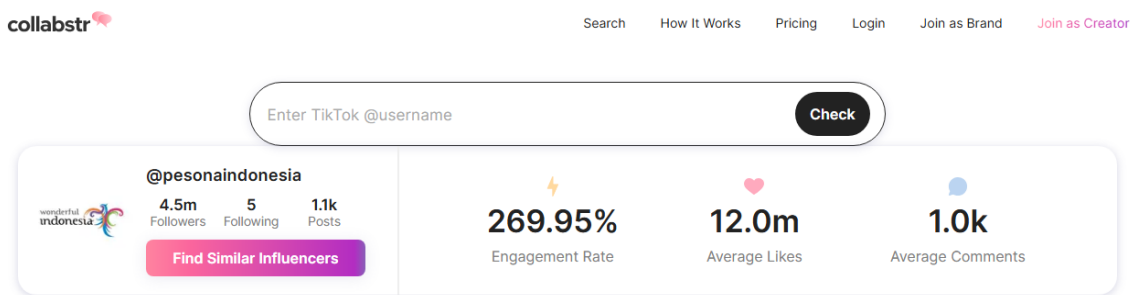 collabstr
Search How It Works Pricing Login Join as Brand Join as Creator
Enter TikTok @username
Check
@pesonaindonesia
4.5m 5 1.1k
Followers Following Posts
wonderful
indonesia
Find Similar Influencers
269.95% 12.0m 1.0k
Engagement Rate Average Likes Average Comments